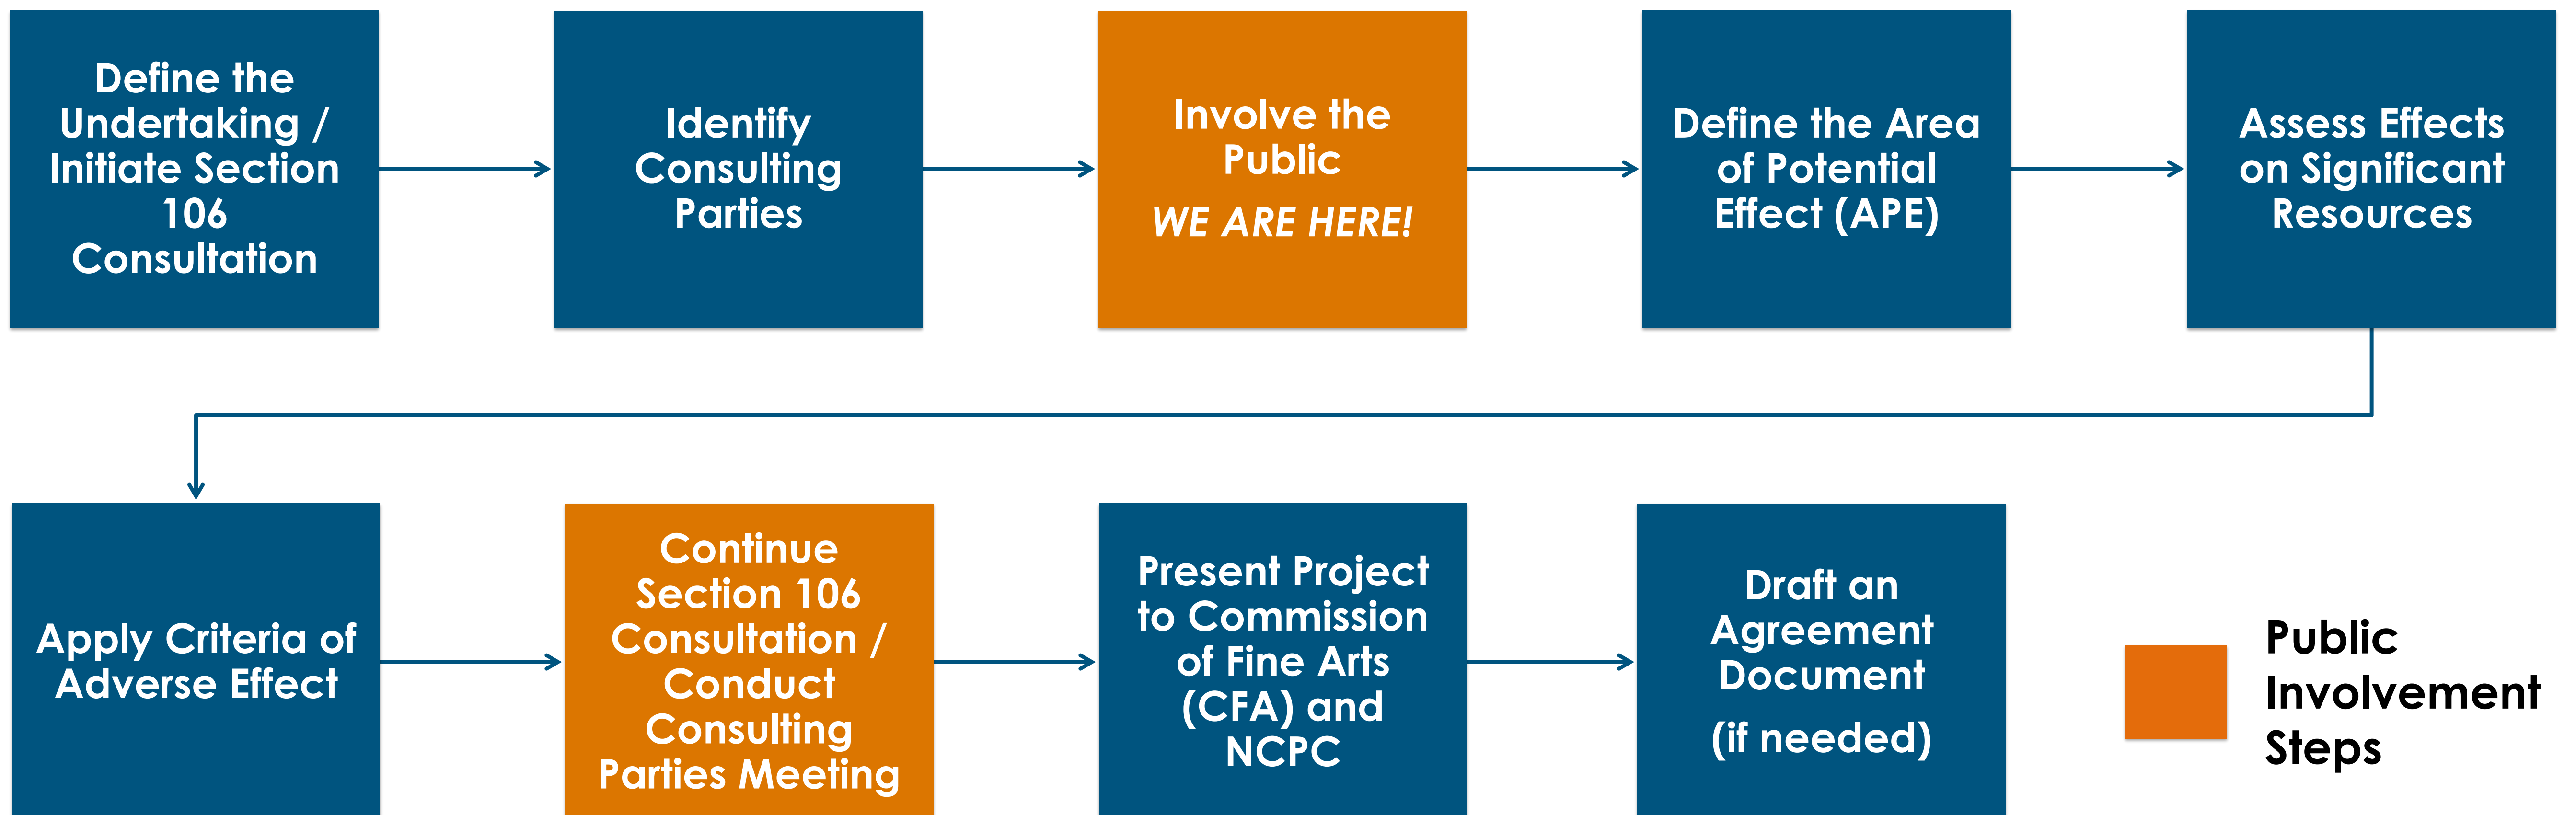 Define the
Undertaking /
Initiate Section
106
Consultation
Identify
Consulting
Parties
Involve the
Public
WE ARE HERE!
Define the Area
of Potential
Effect (APE)
Assess Effects
on Significant
Resources
Apply Criteria of
Adverse Effect
Continue
Section 106
Consultation /
Conduct
Consulting
Parties Meeting
Present Project
to Commission
of Fine Arts
(CFA) and
NCPC
Draft an
Agreement
Document
(if needed)
Public
Involvement
Steps